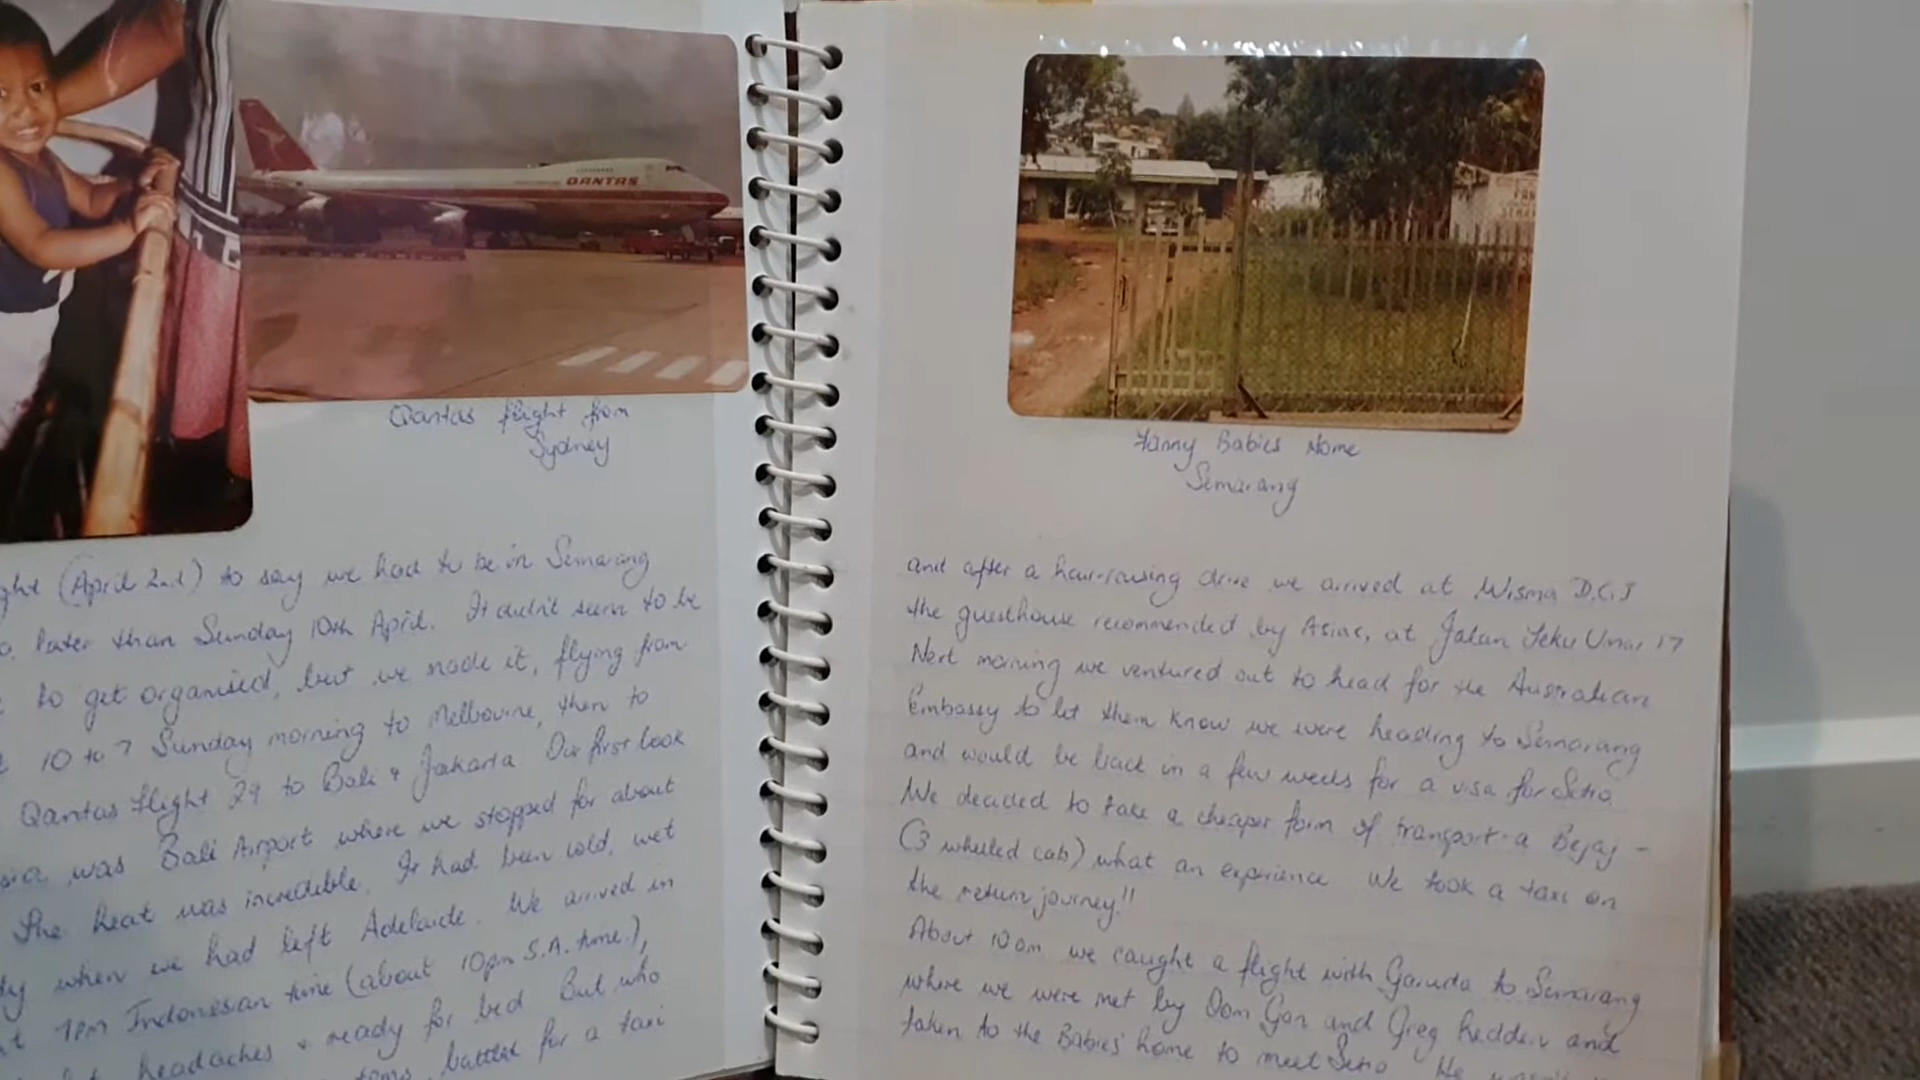 QANTAS
Qantas flight from
Sydney
(April 2nd) to say we had to be in Semarang
later than Sunday 10th April. It didn't seem to be
to get organised, but we made it, flying from
10 to 7 Sunday morning to Melbourne, then to
Qantas flight 29 to Bali & Jakarta Our first look
was Bali Airport where we stopped for about
The heat was incredible. It had been cold, wet
when we had left Adelaide. We arrived in
7pm Indonesian time (about 10pm S.A. time),
headaches & ready for bed But who
battled for a taxi
Fanny Babies Home
Semarang
and after a hair-raising drive we arrived at Wisma D.C.I
the guesthouse recommended by Asiac, at Jalan Teku Umar 17
Next morning we ventured out to head for the Australian
Embassy to let them know we were heading to Semarang
and would be back in a few weeks for a visa for Setio.
We decided to take a cheaper form of transport - a Bejaj -
(3 wheeled cab) what an experience We took a taxi on
the return journey!!
About 10am we caught a flight with Garuda to Semarang
where we were met by Oom Gan and Greg Hedden and
taken to the Babies' home to meet Setio He wasn't